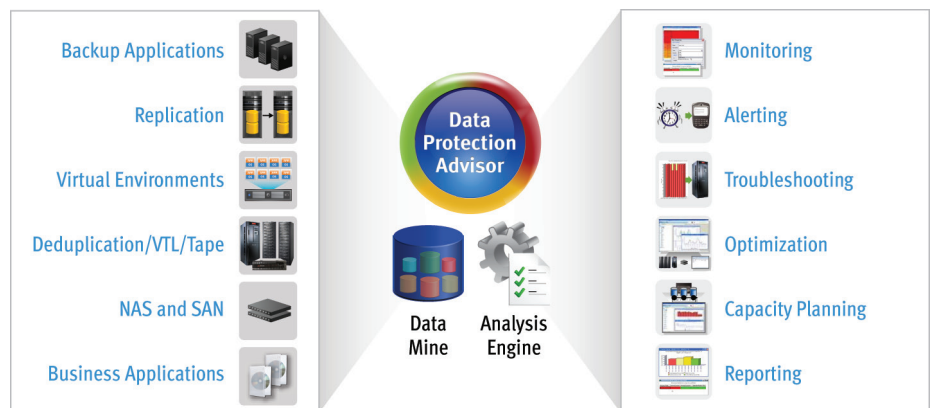 Backup Applications
Replication
Virtual Environments
Deduplication/VTL/Tape
NAS and SAN
Business Applications
Data
Protection
Advisor
Data
Mine
Analysis
Engine
Monitoring
Alerting
Troubleshooting
Optimization
Capacity Planning
Reporting